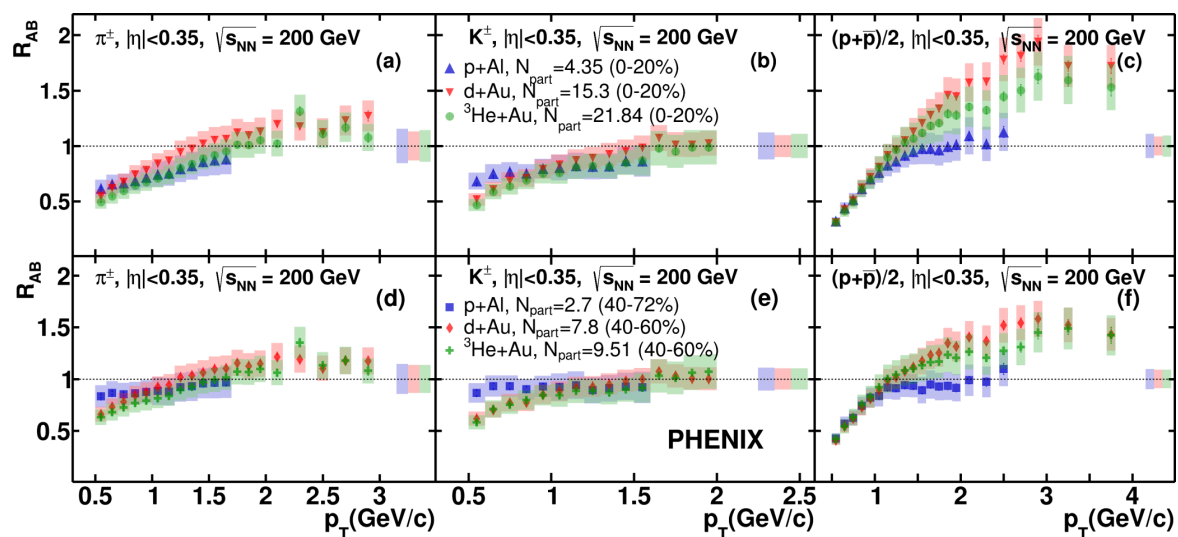 R_AB
2
1.5
1
0.5
π±, |η|<0.35, √s_NN = 200 GeV
(a)
K±, |η|<0.35, √s_NN = 200 GeV
p+Al, N_part=4.35 (0-20%)
(b)
d+Au, N_part=15.3 (0-20%)
³He+Au, N_part=21.84 (0-20%)
(p+p̅)/2, |η|<0.35, √s_NN = 200 GeV
(c)
R_AB
2
1.5
1
0.5
π±, |η|<0.35, √s_NN = 200 GeV
(d)
K±, |η|<0.35, √s_NN = 200 GeV
p+Al, N_part=2.7 (40-72%)
(e)
d+Au, N_part=7.8 (40-60%)
³He+Au, N_part=9.51 (40-60%)
PHENIX
(p+p̅)/2, |η|<0.35, √s_NN = 200 GeV
(f)
0.5 1 1.5 2 2.5 3
0.5 1 1.5 2 2.5
1 2 3 4
p_T(GeV/c)
p_T(GeV/c)
p_T(GeV/c)